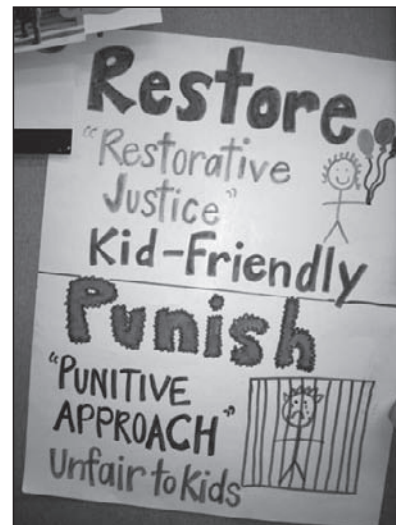 Restore
"Restorative
Justice"
Kid-Friendly
Punish
"PUNITIVE
APPROACH"
Unfair to Kids